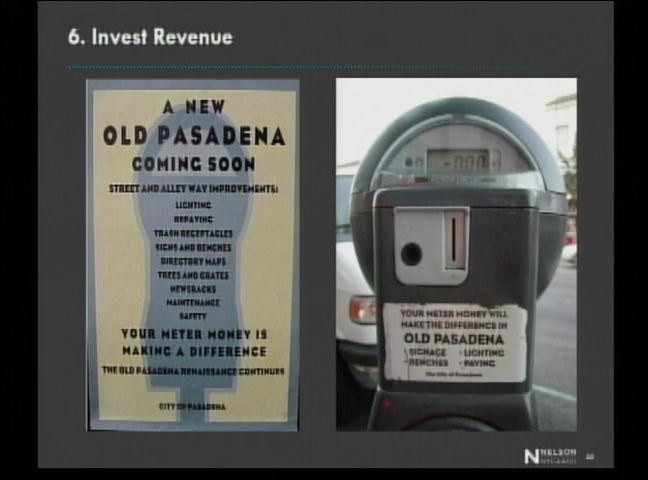 6. Invest Revenue
A NEW
OLD PASADENA
COMING SOON
STREET AND ALLEY WAY IMPROVEMENTS:
LIGHTING
REPAVING
TRASH RECEPTACLES
SIGNS AND BENCHES
DIRECTORY MAPS
TREES AND GRATES
NEWSRACKS
MAINTENANCE
SAFETY
YOUR METER MONEY IS
MAKING A DIFFERENCE
THE OLD PASADENA RENAISSANCE CONTINUES
CITY OF PASADENA
-0:00
YOUR METER MONEY WILL
MAKE THE DIFFERENCE IN
OLD PASADENA
· SIGNAGE · LIGHTING
· BENCHES · PAVING
The City of Pasadena
NELSON
NYGAARD